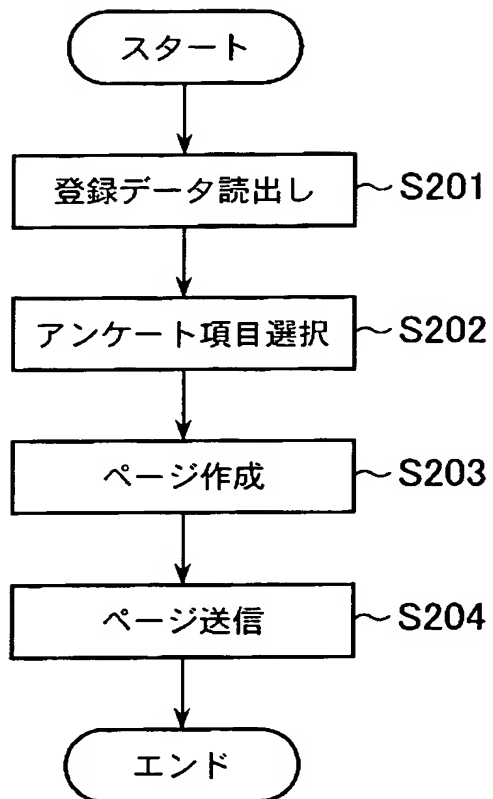 スタート
登録データ読出し S201
アンケート項目選択 S202
ページ作成 S203
ページ送信 S204
エンド